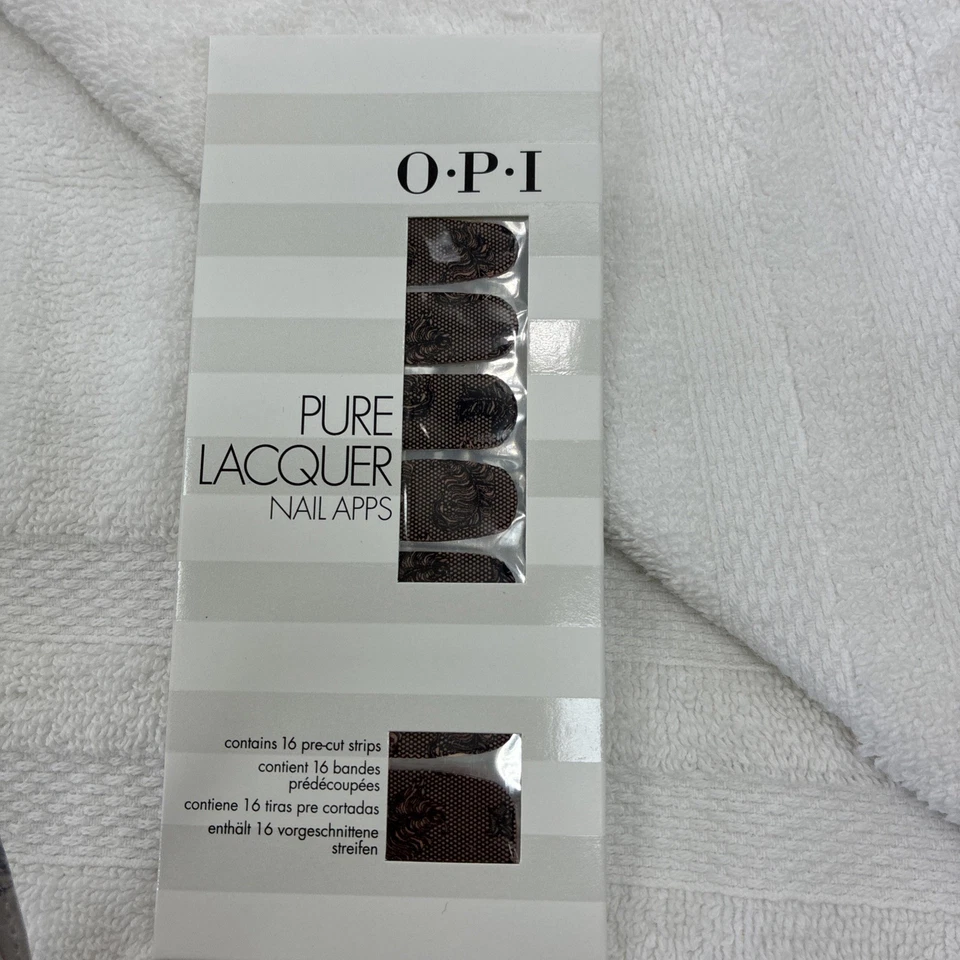 O·P·I
PURE
LACQUER
NAIL APPS
contains 16 pre-cut strips
contient 16 bandes
prédécoupées
contiene 16 tiras pre cortadas
enthält 16 vorgeschnittene
streifen